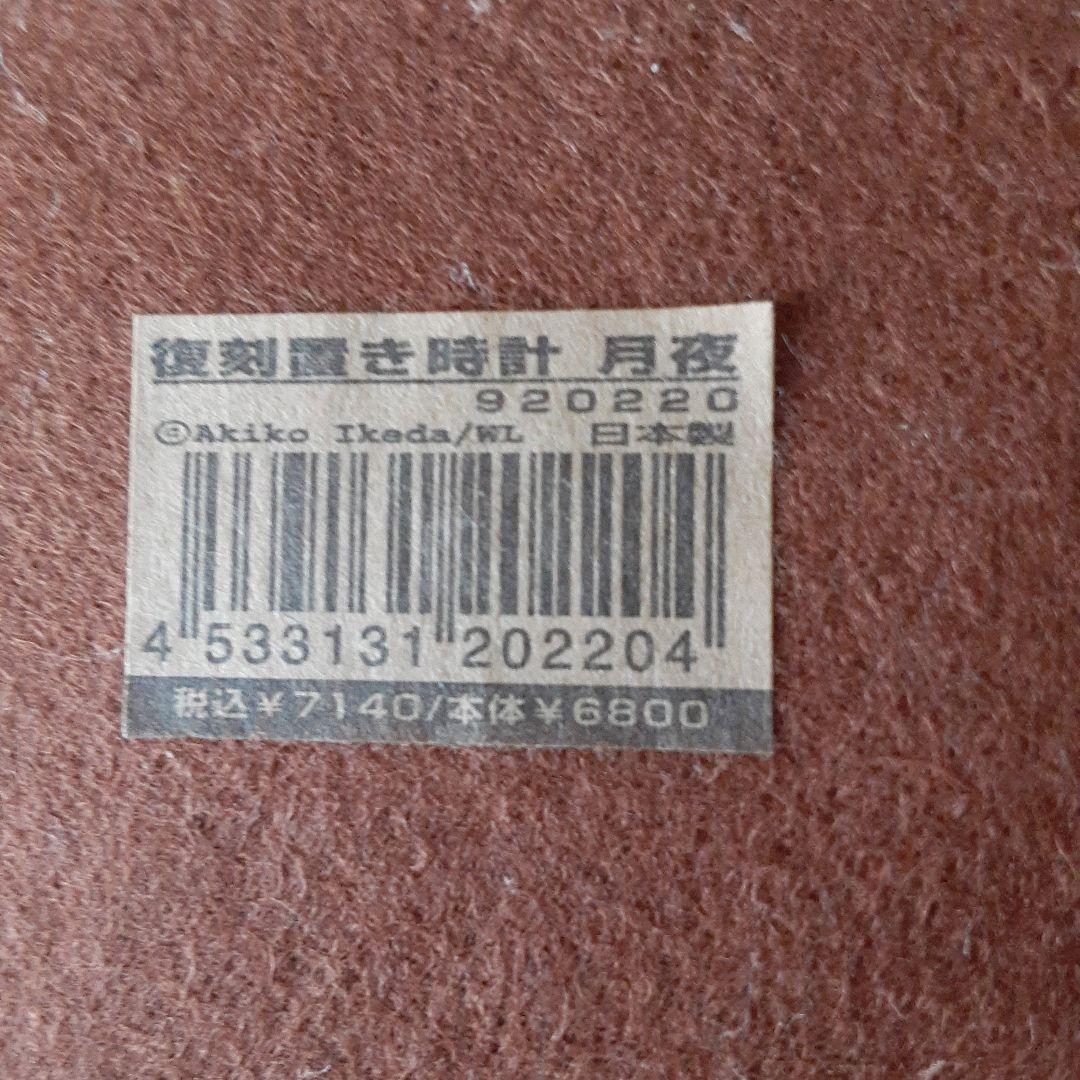 復刻置き時計 月夜
920220
©Akiko Ikeda/WL 日本製
4 533131 202204
税込¥7140/本体¥6800